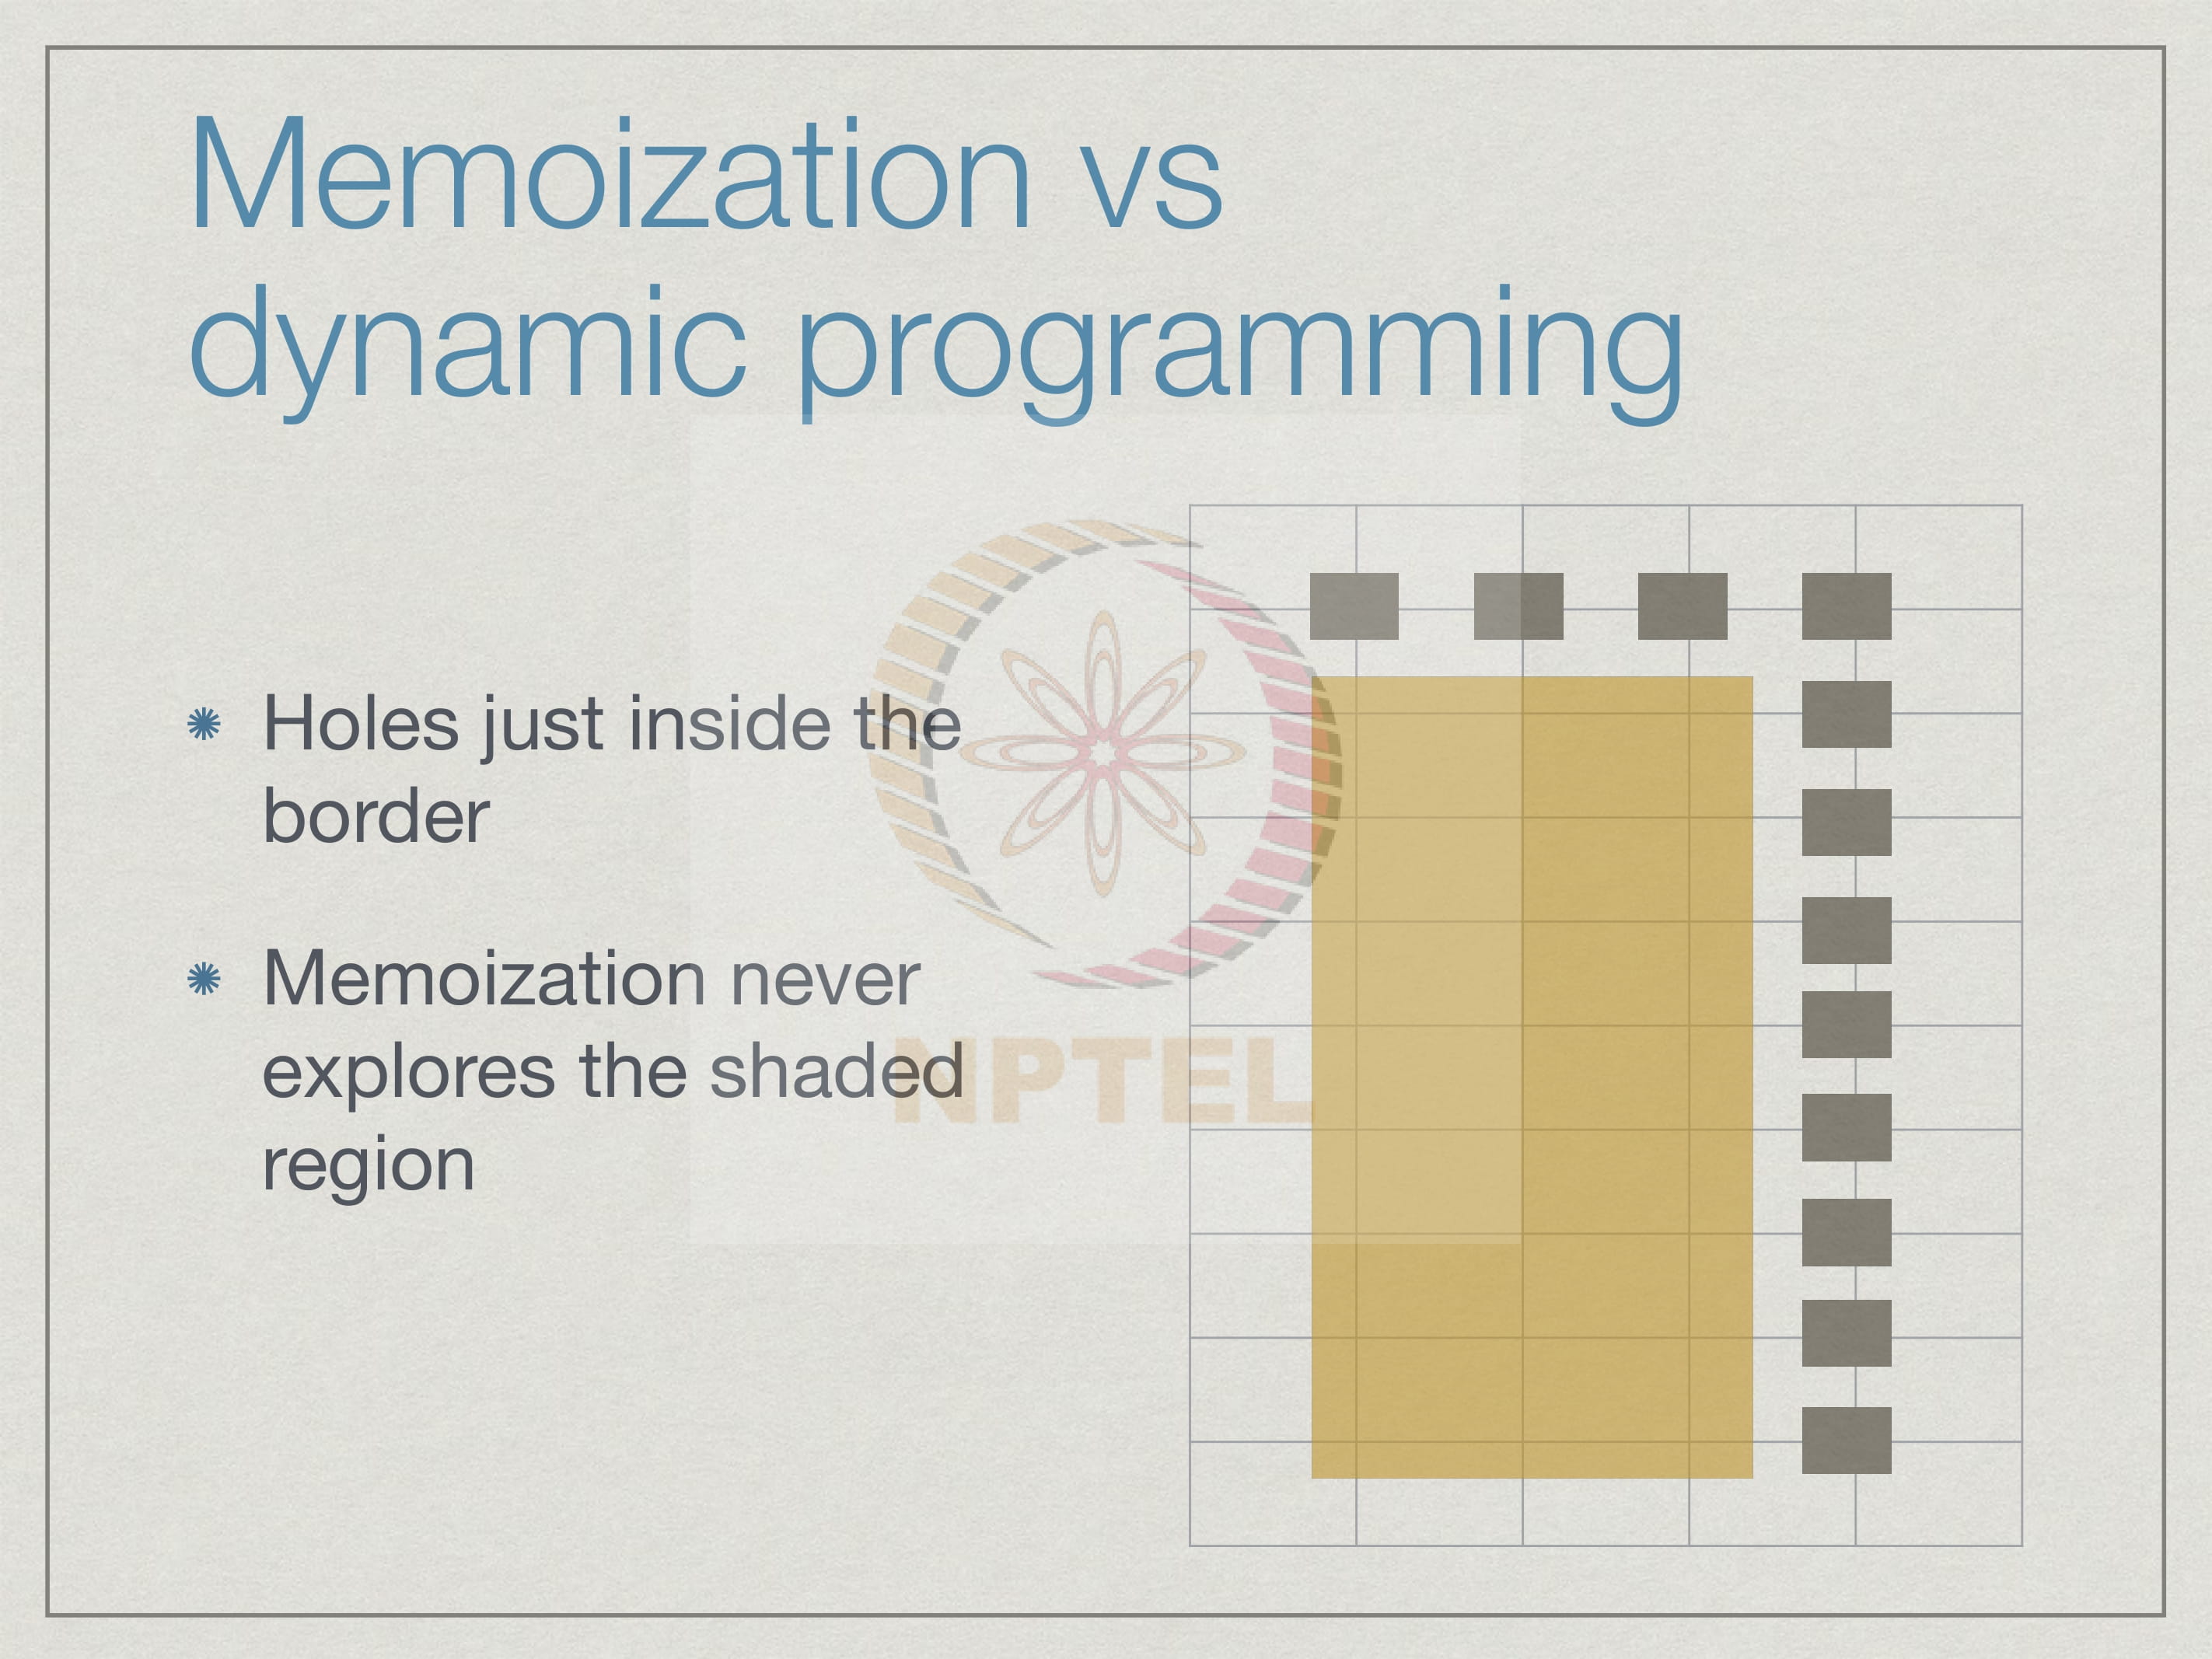 Memoization vs
dynamic programming
Holes just inside the
border
Memoization never
explores the shaded
region
NPTEL